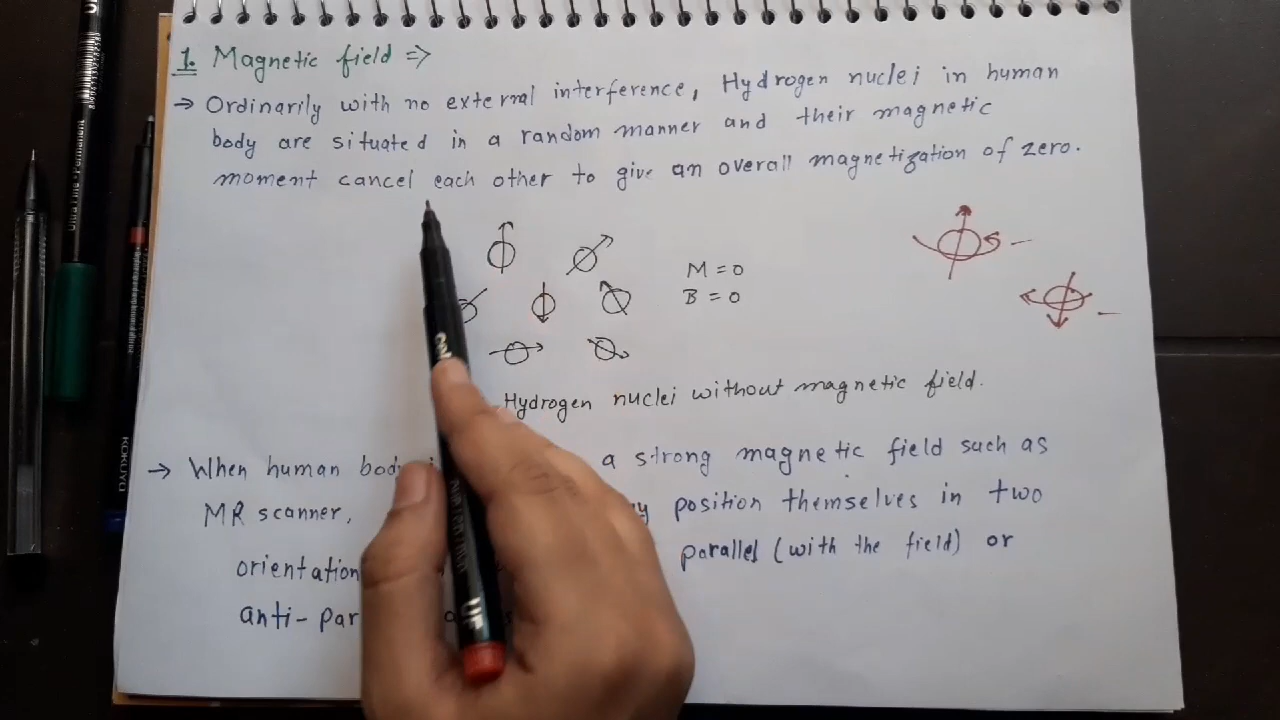 1. Magnetic field ⇒
→ Ordinarily with no external interference, Hydrogen nuclei in human
body are situated in a random manner and their magnetic
moment cancel each other to give an overall magnetization of zero.
M = 0
B = 0
Hydrogen nuclei without magnetic field.
→ When human body a strong magnetic field such as
MR scanner, position themselves in two
orientation parallel (with the field) or
anti-par
UF
KOKUYO